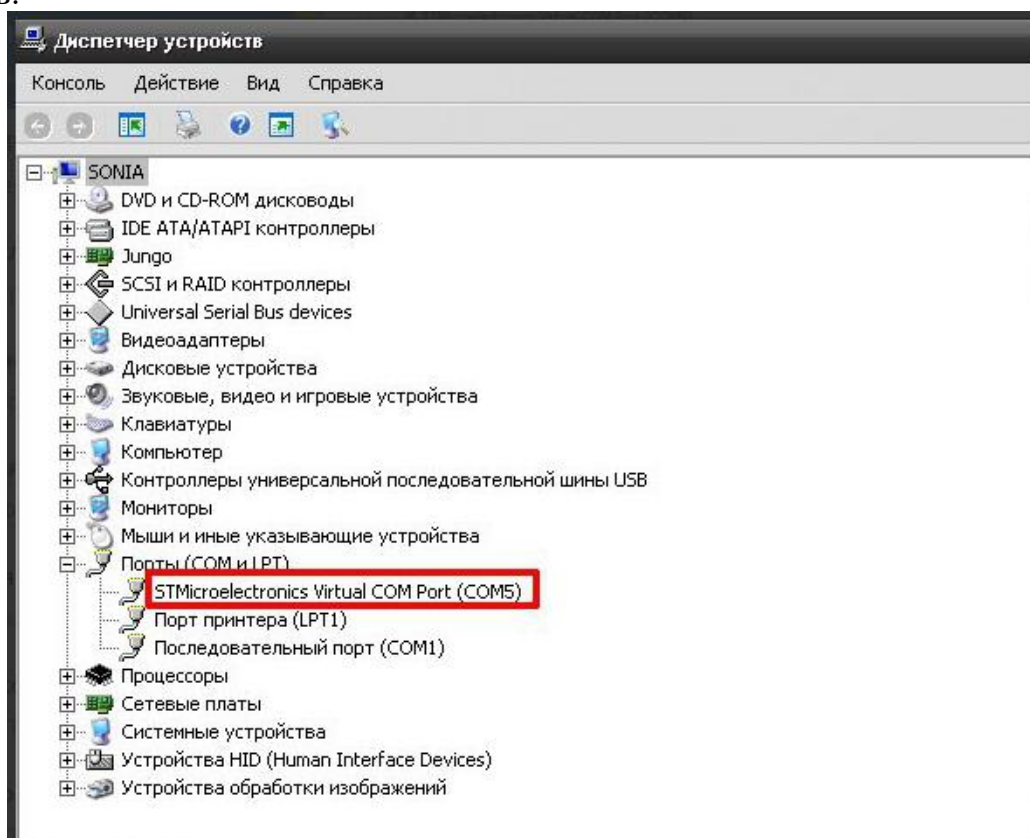 Диспетчер устройств
Консоль Действие Вид Справка
SONIA
DVD и CD-ROM дисководы
IDE ATA/ATAPI контроллеры
Jungo
SCSI и RAID контроллеры
Universal Serial Bus devices
Видеоадаптеры
Дисковые устройства
Звуковые, видео и игровые устройства
Клавиатуры
Компьютер
Контроллеры универсальной последовательной шины USB
Мониторы
Мыши и иные указывающие устройства
Порты (COM и LPT)
STMicroelectronics Virtual COM Port (COM5)
Порт принтера (LPT1)
Последовательный порт (COM1)
Процессоры
Сетевые платы
Системные устройства
Устройства HID (Human Interface Devices)
Устройства обработки изображений